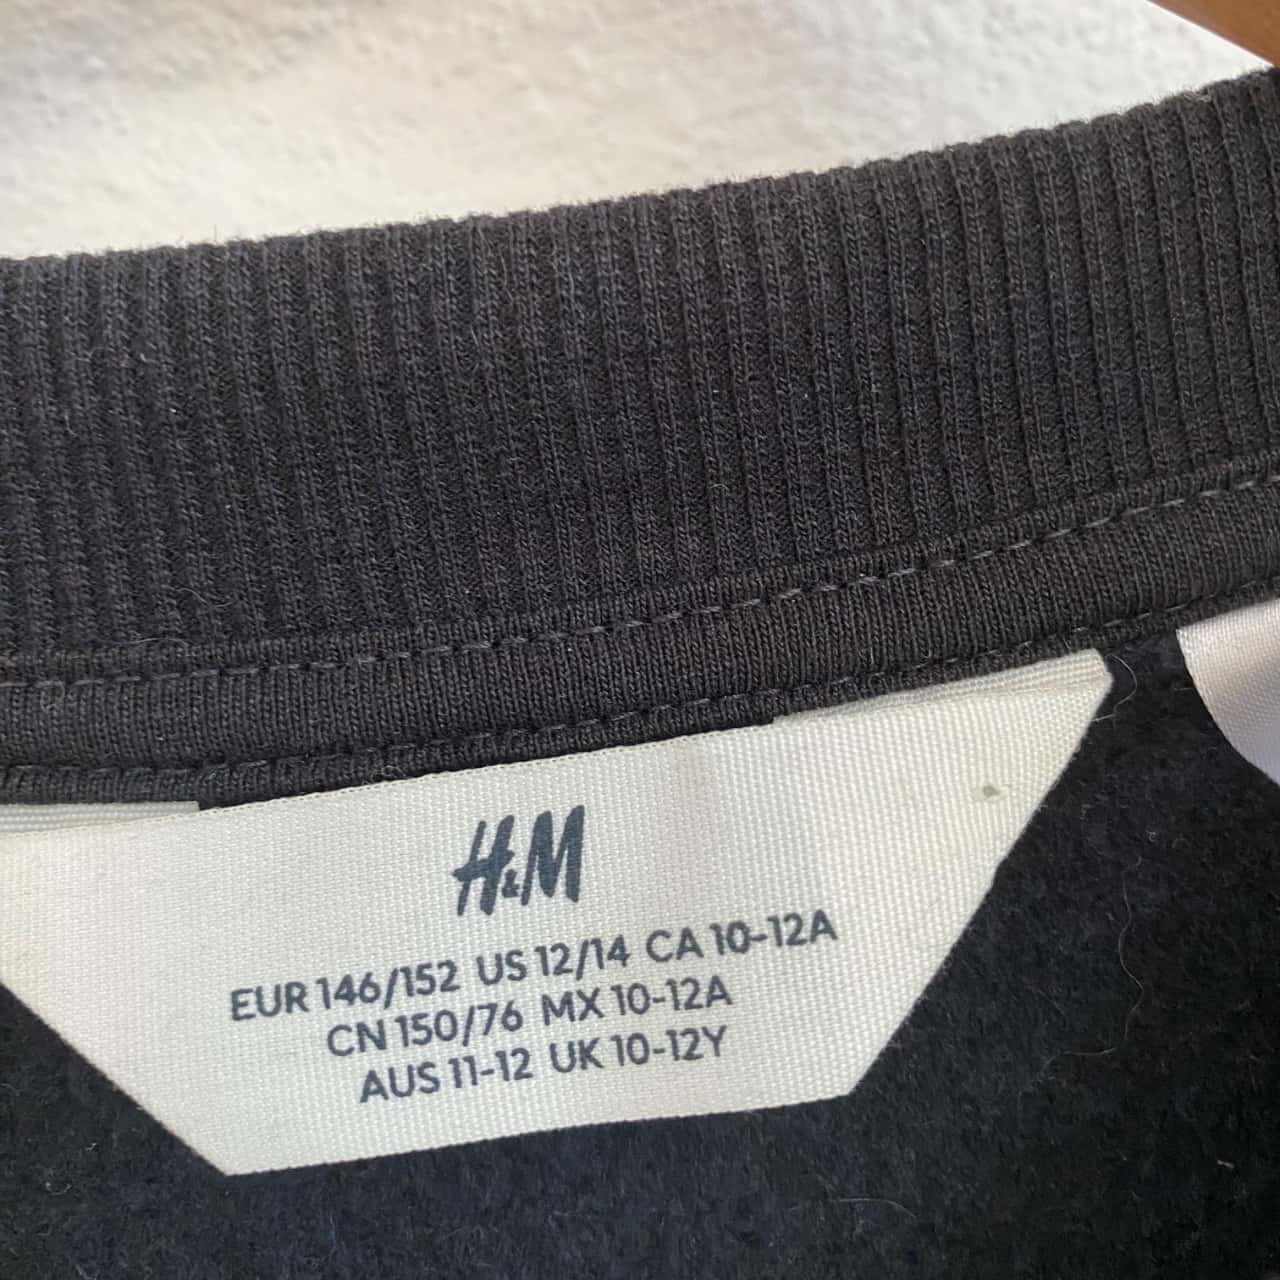 H&M
EUR 146/152 US 12/14 CA 10-12A
CN 150/76 MX 10-12A
AUS 11-12 UK 10-12Y